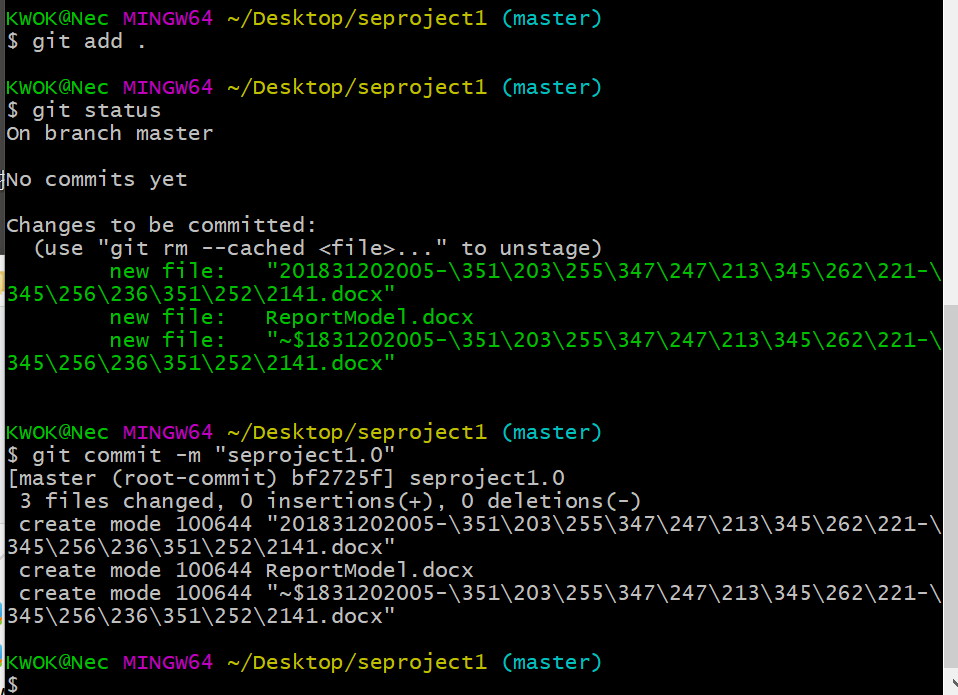 KWOK@Nec MINGW64 ~/Desktop/seproject1 (master)
$ git add .
KWOK@Nec MINGW64 ~/Desktop/seproject1 (master)
$ git status
On branch master
No commits yet
Changes to be committed:
  (use "git rm --cached <file>..." to unstage)
        new file:   "201831202005-\351\203\255\347\247\213\345\262\221-\
345\256\236\351\252\2141.docx"
        new file:   ReportModel.docx
        new file:   "~$1831202005-\351\203\255\347\247\213\345\262\221-\
345\256\236\351\252\2141.docx"
KWOK@Nec MINGW64 ~/Desktop/seproject1 (master)
$ git commit -m "seproject1.0"
[master (root-commit) bf2725f] seproject1.0
 3 files changed, 0 insertions(+), 0 deletions(-)
 create mode 100644 "201831202005-\351\203\255\347\247\213\345\262\221-\
345\256\236\351\252\2141.docx"
 create mode 100644 ReportModel.docx
 create mode 100644 "~$1831202005-\351\203\255\347\247\213\345\262\221-\
345\256\236\351\252\2141.docx"
KWOK@Nec MINGW64 ~/Desktop/seproject1 (master)
$